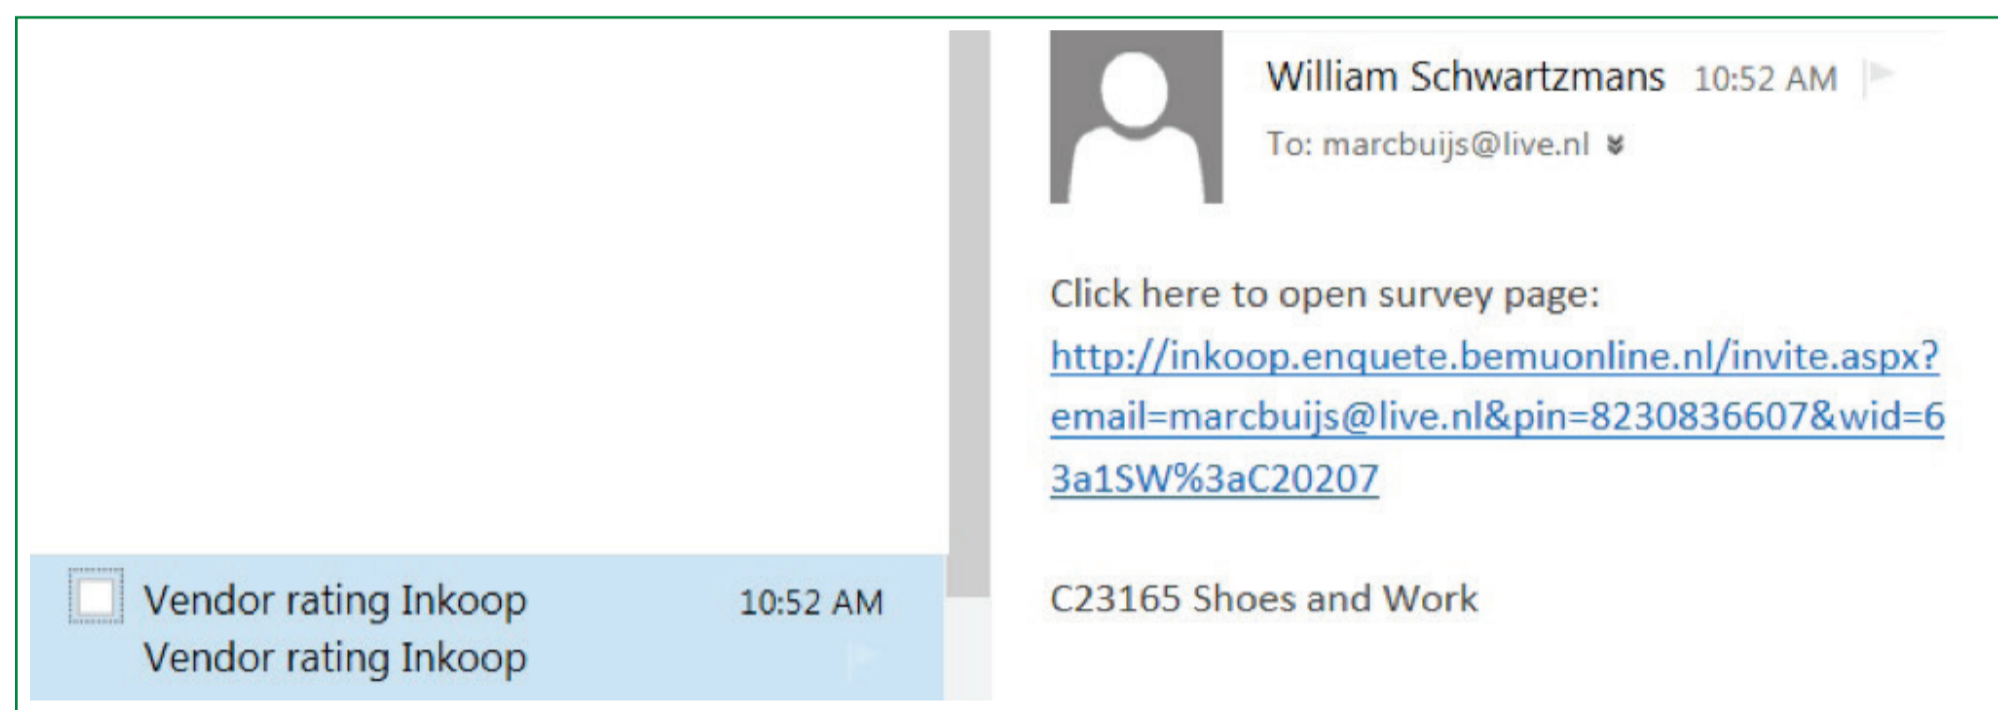 William Schwartzmans 10:52 AM
To: marcbuijs@live.nl
Click here to open survey page:
http://inkoop.enquete.bemuonline.nl/invite.aspx?
email=marcbuijs@live.nl&pin=8230836607&wid=6
3a1SW%3aC20207
C23165 Shoes and Work
Vendor rating Inkoop 10:52 AM
Vendor rating Inkoop